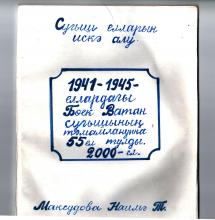 Сугыш елларын
искә алу.
1941-1945-
еллардагы
Бөек Ватан
сугышының
тәмамлануына
55 ел тулды.
2000-ел.
Максудова Наилә Т.